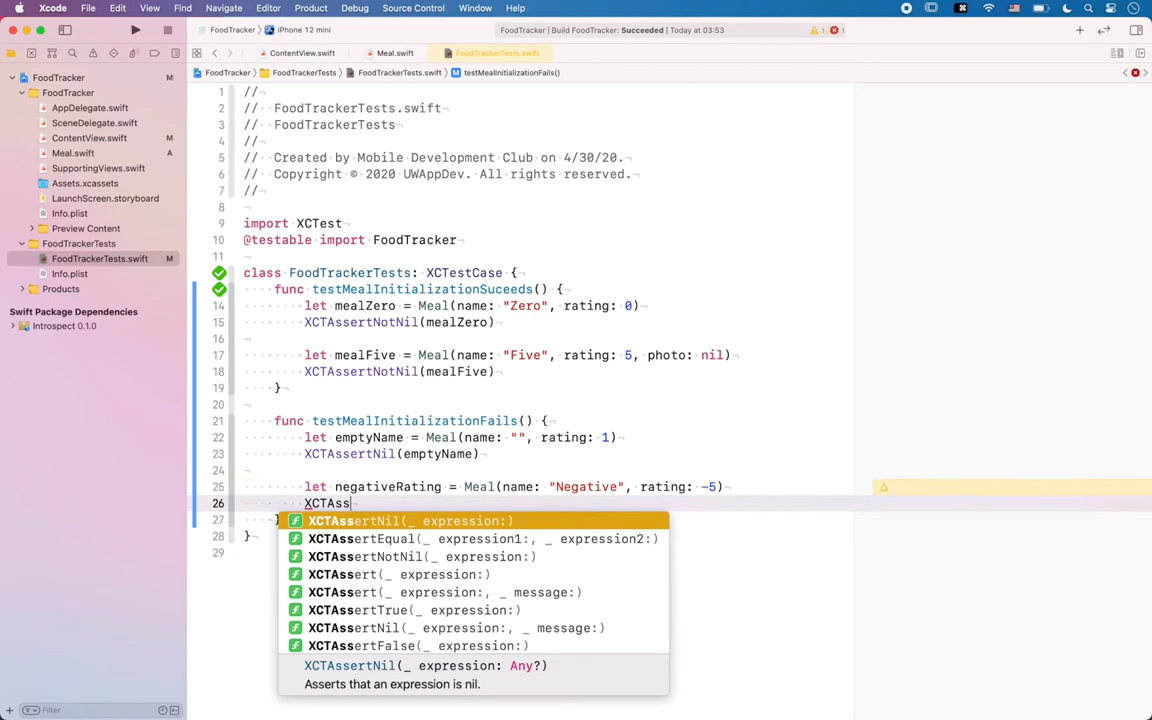 Xcode File Edit View Find Navigate Editor Product Debug Source Control Window Help
FoodTracker iPhone 12 mini FoodTracker | Build FoodTracker: Succeeded | Today at 03:53 1 1
ContentView.swift Meal.swift FoodTrackerTests.swift
FoodTracker FoodTrackerTests FoodTrackerTests.swift M testMealInitializationFails()
FoodTracker M
FoodTracker
AppDelegate.swift
SceneDelegate.swift
ContentView.swift M
Meal.swift A
SupportingViews.swift
Assets.xcassets
LaunchScreen.storyboard
Info.plist
Preview Content
FoodTrackerTests
FoodTrackerTests.swift M
Info.plist
Products
Swift Package Dependencies
Introspect 0.1.0
Filter
1 //
2 // FoodTrackerTests.swift
3 // FoodTrackerTests
4 //
5 // Created by Mobile Development Club on 4/30/20.
6 // Copyright © 2020 UWAppDev. All rights reserved.
7 //
8
9 import XCTest
10 @testable import FoodTracker
11
class FoodTrackerTests: XCTestCase {
func testMealInitializationSuceeds() {
14 let mealZero = Meal(name: "Zero", rating: 0)
15 XCTAssertNotNil(mealZero)
16
17 let mealFive = Meal(name: "Five", rating: 5, photo: nil)
18 XCTAssertNotNil(mealFive)
19 }
20
21 func testMealInitializationFails() {
22 let emptyName = Meal(name: "", rating: 1)
23 XCTAssertNil(emptyName)
24
25 let negativeRating = Meal(name: "Negative", rating: -5)
26 XCTAss
27 }
28 }
29
f XCTAssertNil(_ expression:)
f XCTAssertEqual(_ expression1:, _ expression2:)
f XCTAssertNotNil(_ expression:)
f XCTAssert(_ expression:)
f XCTAssert(_ expression:, _ message:)
f XCTAssertTrue(_ expression:)
f XCTAssertNil(_ expression:, _ message:)
f XCTAssertFalse(_ expression:)
XCTAssertNil(_ expression: Any?)
Asserts that an expression is nil.